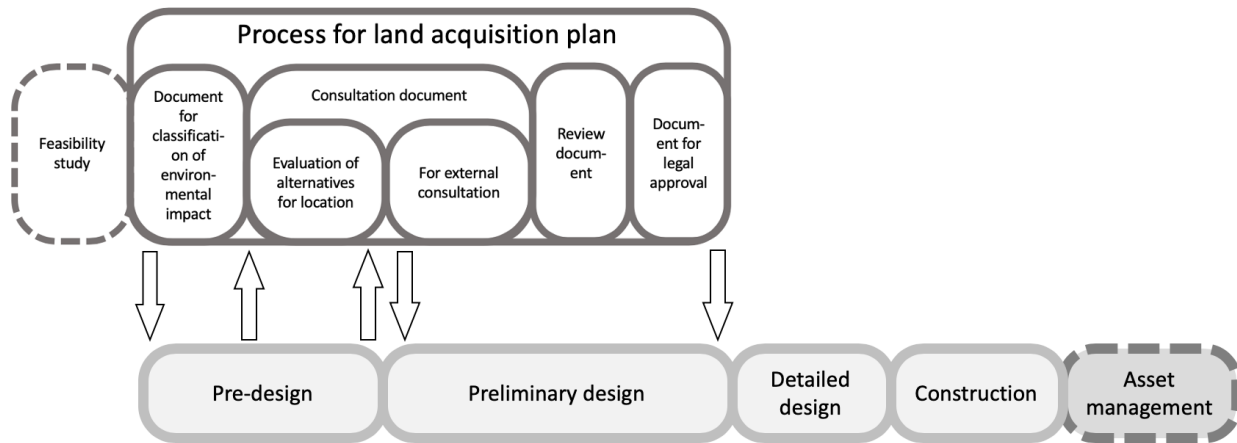 Process for land acquisition plan
Feasibility
study
Document
for
classificati-
on of
environ-
mental
impact
Consultation document
Evaluation of
alternatives
for location
For external
consultation
Review
docum-
ent
Docum-
ent for
legal
approval
Pre-design
Preliminary design
Detailed
design
Construction
Asset
management